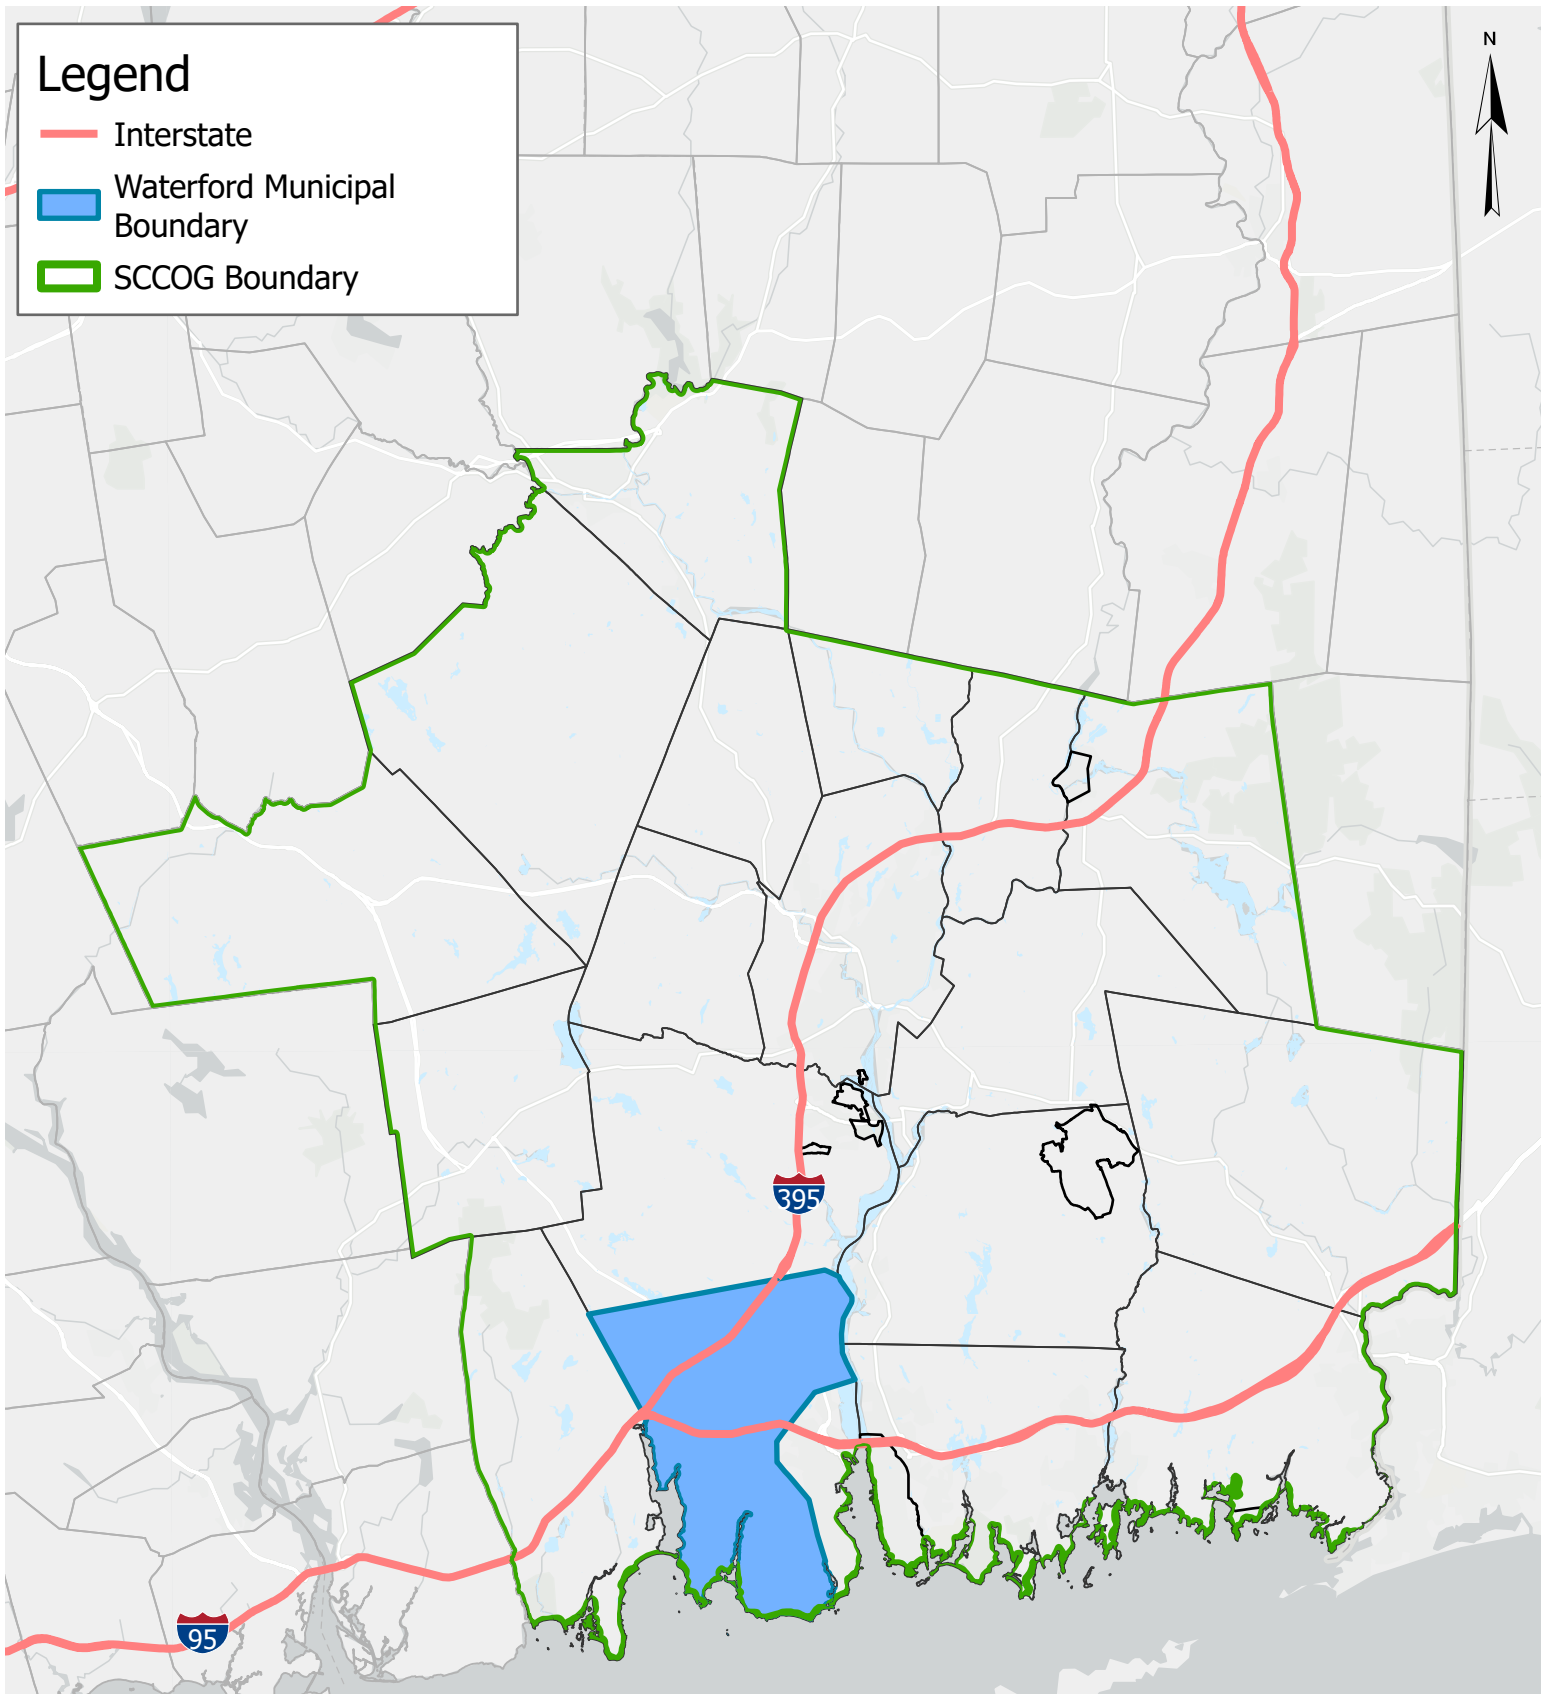 N
Legend
Interstate
Waterford Municipal
Boundary
SCCOG Boundary
395
95